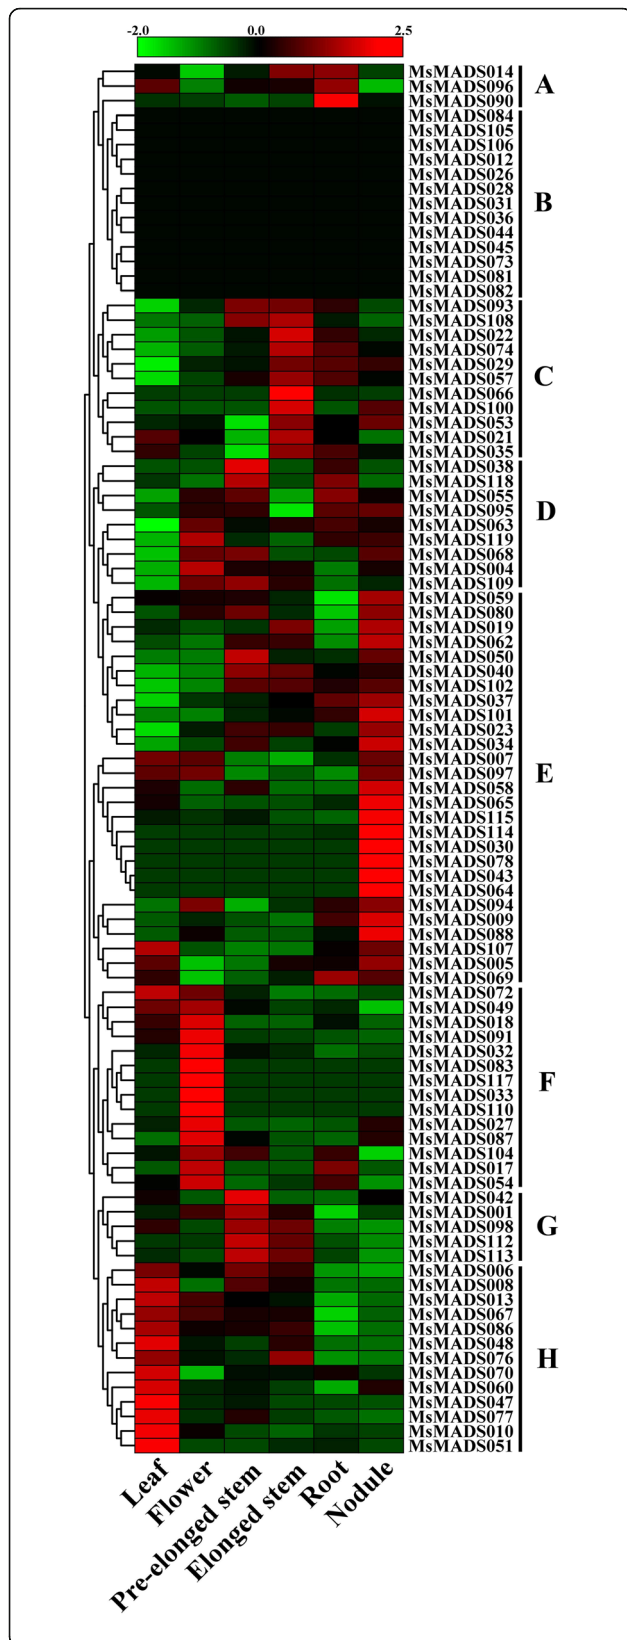 -2.0 0.0 2.5
MsMADS014
MsMADS096
MsMADS090
A
MsMADS084
MsMADS105
MsMADS106
MsMADS012
MsMADS026
MsMADS028
MsMADS031
MsMADS036
MsMADS044
MsMADS045
MsMADS073
MsMADS081
MsMADS082
B
MsMADS093
MsMADS108
MsMADS022
MsMADS074
MsMADS029
MsMADS057
MsMADS066
MsMADS100
MsMADS053
MsMADS021
MsMADS035
C
MsMADS038
MsMADS118
MsMADS055
MsMADS095
MsMADS063
MsMADS119
MsMADS068
MsMADS004
MsMADS109
D
MsMADS059
MsMADS080
MsMADS019
MsMADS062
MsMADS050
MsMADS040
MsMADS102
MsMADS037
MsMADS101
MsMADS023
MsMADS034
MsMADS007
MsMADS097
MsMADS058
MsMADS065
MsMADS115
MsMADS114
MsMADS030
MsMADS078
MsMADS043
MsMADS064
MsMADS094
MsMADS009
MsMADS088
MsMADS107
MsMADS005
MsMADS069
E
MsMADS072
MsMADS049
MsMADS018
MsMADS091
MsMADS032
MsMADS083
MsMADS117
MsMADS033
MsMADS110
MsMADS027
MsMADS087
MsMADS104
MsMADS017
MsMADS054
F
MsMADS042
MsMADS001
MsMADS098
MsMADS112
MsMADS113
G
MsMADS006
MsMADS008
MsMADS013
MsMADS067
MsMADS086
MsMADS048
MsMADS076
MsMADS070
MsMADS060
MsMADS047
MsMADS077
MsMADS010
MsMADS051
H
Leaf
Flower
Pre-elonged stem
Elonged stem
Root
Nodule